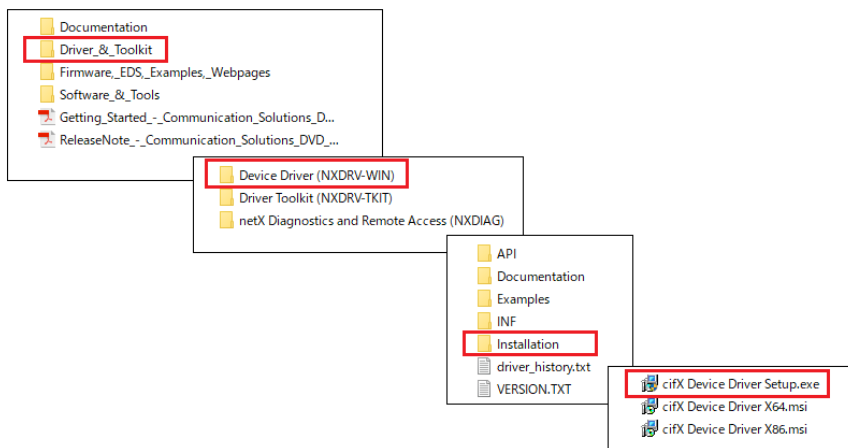 Documentation
Driver_&_Toolkit
Firmware,_EDS,_Examples,_Webpages
Software_&_Tools
Getting_Started_-_Communication_Solutions_D...
ReleaseNote_-_Communication_Solutions_DVD_...
Device Driver (NXDRV-WIN)
Driver Toolkit (NXDRV-TKIT)
netX Diagnostics and Remote Access (NXDIAG)
API
Documentation
Examples
INF
Installation
driver_history.txt
VERSION.TXT
cifX Device Driver Setup.exe
cifX Device Driver X64.msi
cifX Device Driver X86.msi